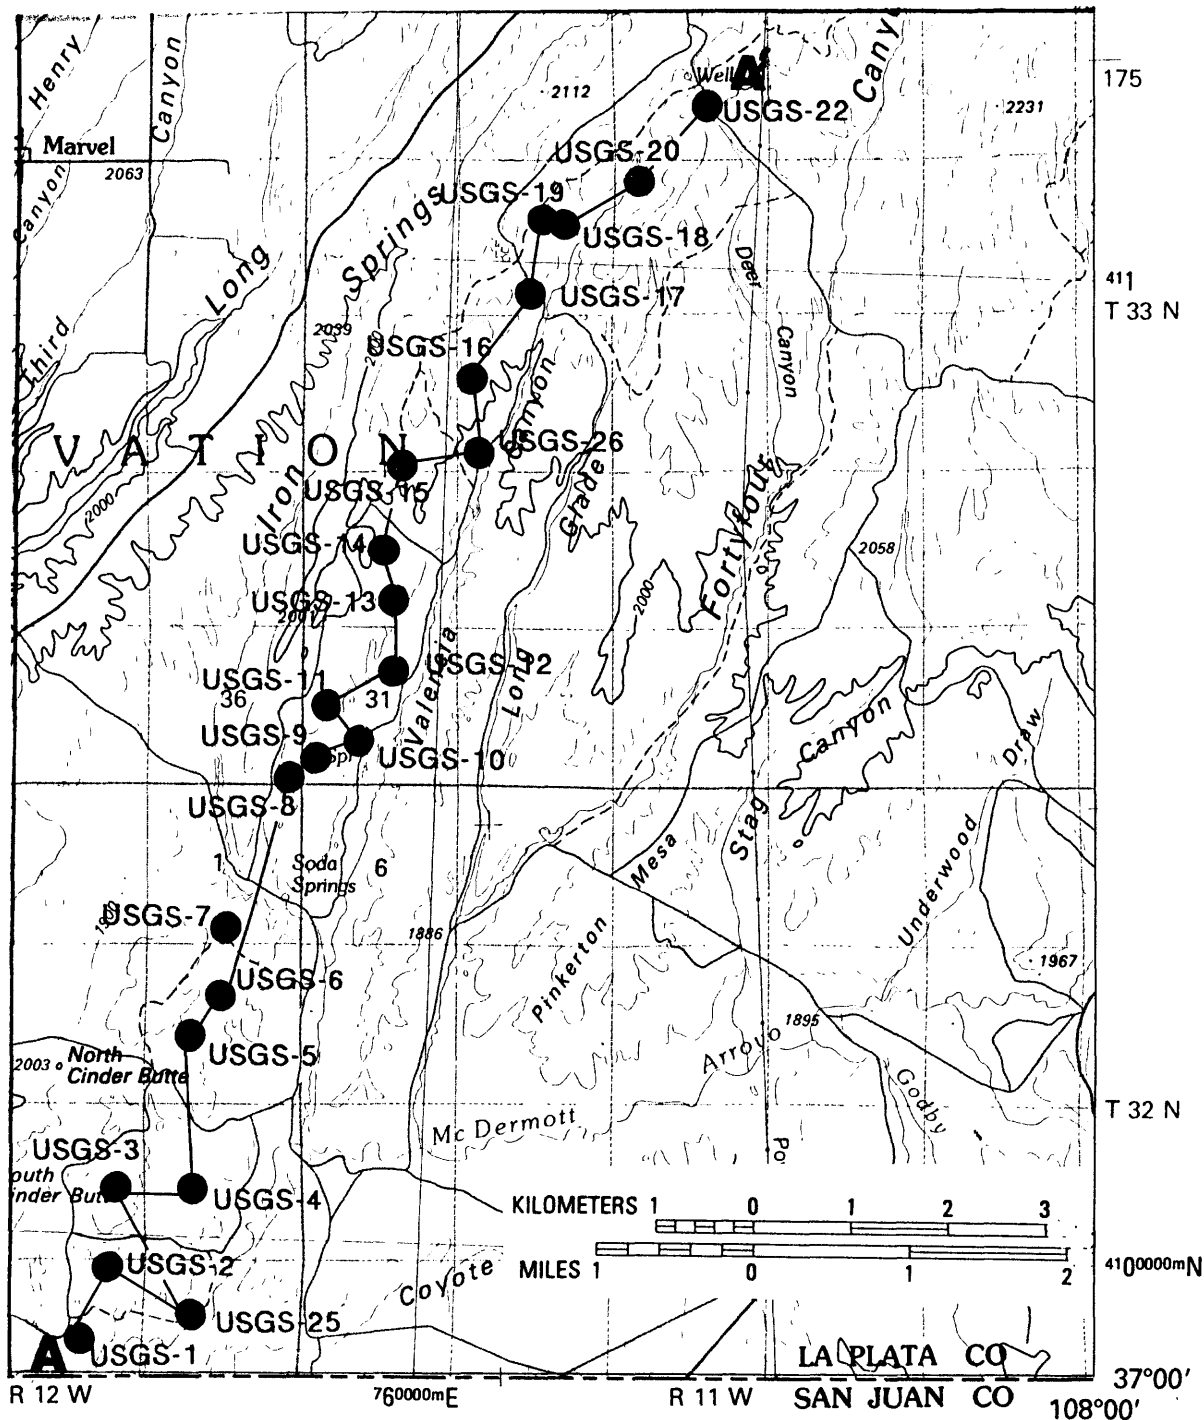 Henry
Canyon
Canyon
Marvel
2063
Canyon
Third
Long
Springs
2112
Well
A'
USGS-22
175
2231
USGS-20
USGS-19
USGS-18
Deer
411
T 33 N
USGS-17
2039
USGS-16
Canyon
Canyon
V A T I O N
USGS-26
USGS-15
2000
Iron
Glade
Fortyfour
USGS-14
2058
USGS-13
2001
2000
USGS-12
USGS-11
36
31
Valencia
Long
Canyon
USGS-9
Spr
USGS-10
Draw
USGS-8
Stag
Mesa
1
Soda
Springs
6
Underwood
USGS-7
1886
Pinkerton
1967
USGS-6
1895
USGS-5
Arroyo
2003
North
Cinder Butte
Godby
Mc Dermott
T 32 N
USGS-3
outh
inder Butte
USGS-4
KILOMETERS 1 0 1 2 3
USGS-2
MILES 1 0 1 2
4100000mN
Coyote
USGS-25
A
USGS-1
LA PLATA CO
37°00'
R 12 W
760000mE
R 11 W
SAN JUAN CO
108°00'